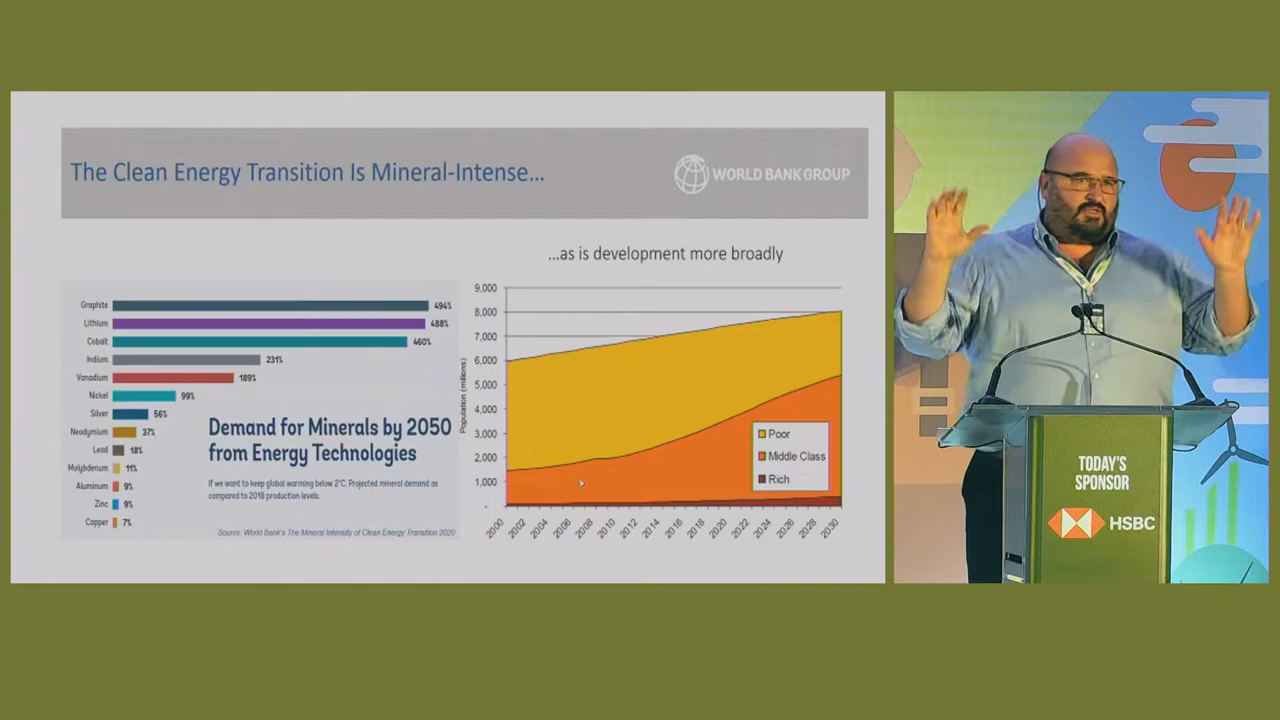 The Clean Energy Transition Is Mineral-Intense...
WORLD BANK GROUP
...as is development more broadly
Graphite 494%
Lithium 488%
Cobalt 460%
Indium 231%
Vanadium 189%
Nickel 99%
Silver 56%
Neodymium 37%
Lead 18%
Molybdenum 11%
Aluminum 9%
Zinc 9%
Copper 7%
Demand for Minerals by 2050
from Energy Technologies
If we want to keep global warming below 2°C. Projected mineral demand as
compared to 2018 production levels.
Source: World Bank's The Mineral Intensity of Clean Energy Transition 2020
Population (millions)
9,000
8,000
7,000
6,000
5,000
4,000
3,000
2,000
1,000
-
2000 2002 2004 2006 2008 2010 2012 2014 2016 2018 2020 2022 2024 2026 2028 2030
Poor
Middle Class
Rich
TODAY'S
SPONSOR
HSBC